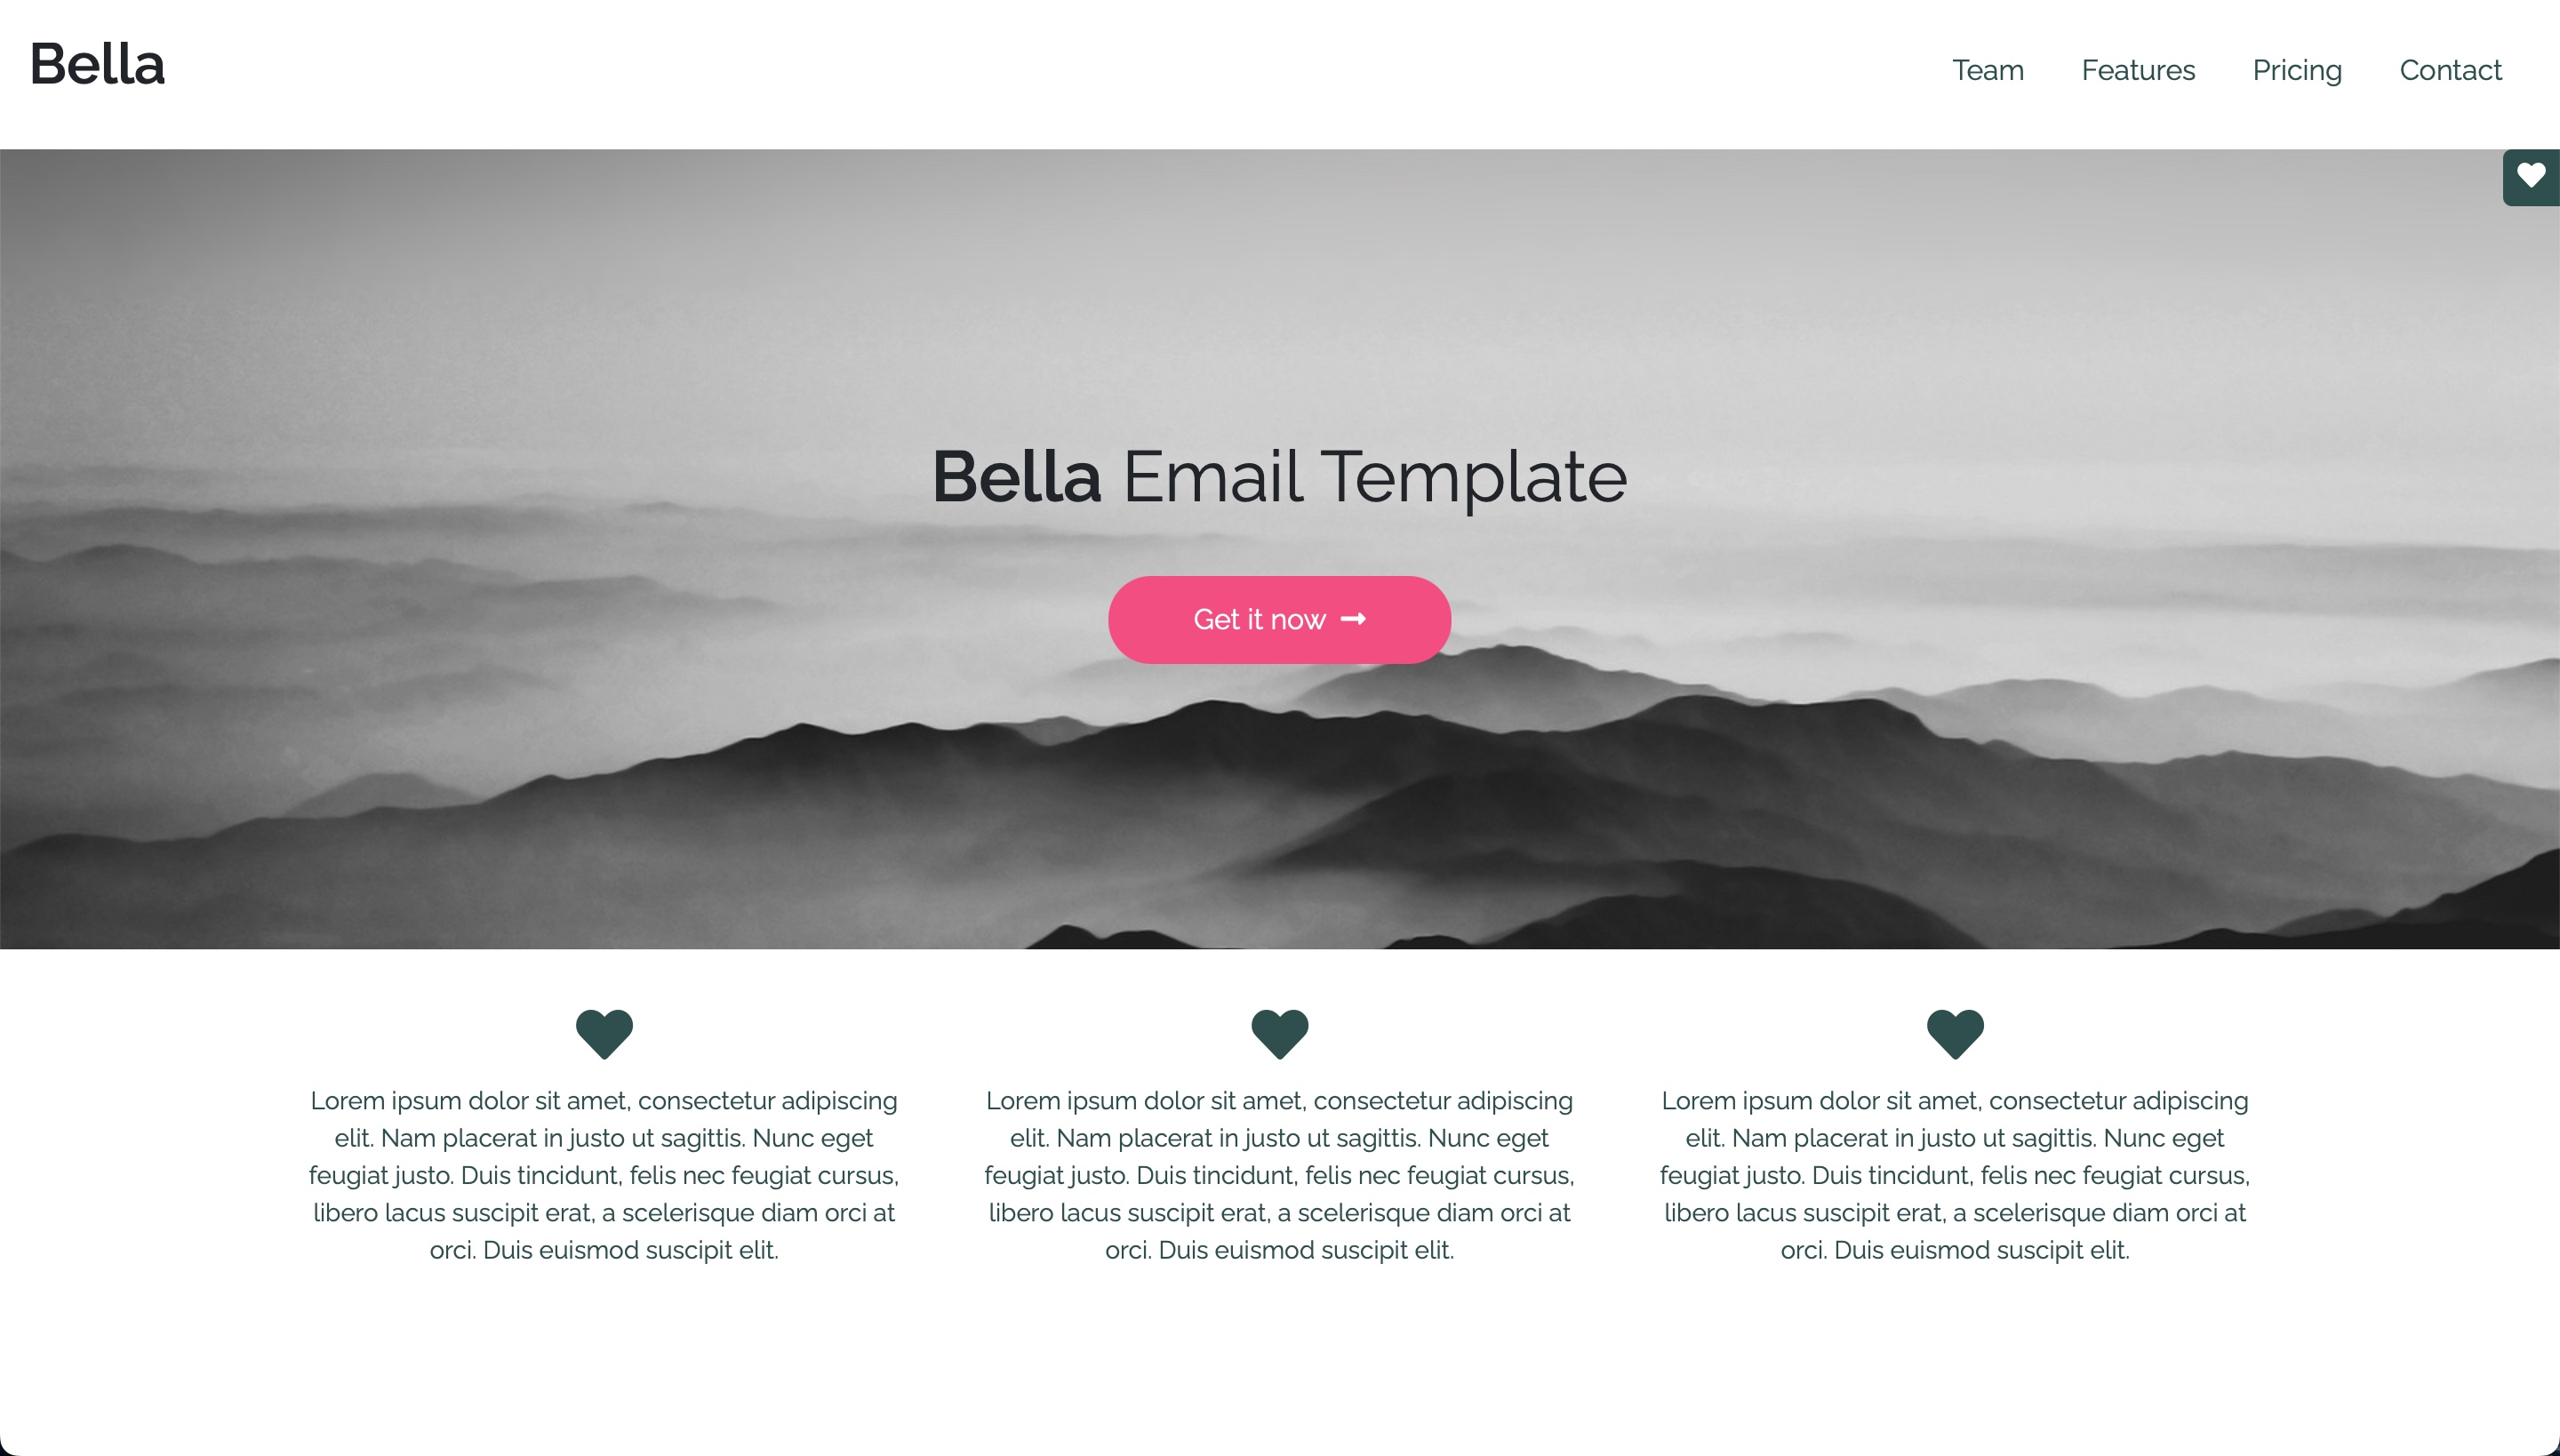 Bella
Team Features Pricing Contact
Bella Email Template
Get it now
Lorem ipsum dolor sit amet, consectetur adipiscing
elit. Nam placerat in justo ut sagittis. Nunc eget
feugiat justo. Duis tincidunt, felis nec feugiat cursus,
libero lacus suscipit erat, a scelerisque diam orci at
orci. Duis euismod suscipit elit.
Lorem ipsum dolor sit amet, consectetur adipiscing
elit. Nam placerat in justo ut sagittis. Nunc eget
feugiat justo. Duis tincidunt, felis nec feugiat cursus,
libero lacus suscipit erat, a scelerisque diam orci at
orci. Duis euismod suscipit elit.
Lorem ipsum dolor sit amet, consectetur adipiscing
elit. Nam placerat in justo ut sagittis. Nunc eget
feugiat justo. Duis tincidunt, felis nec feugiat cursus,
libero lacus suscipit erat, a scelerisque diam orci at
orci. Duis euismod suscipit elit.